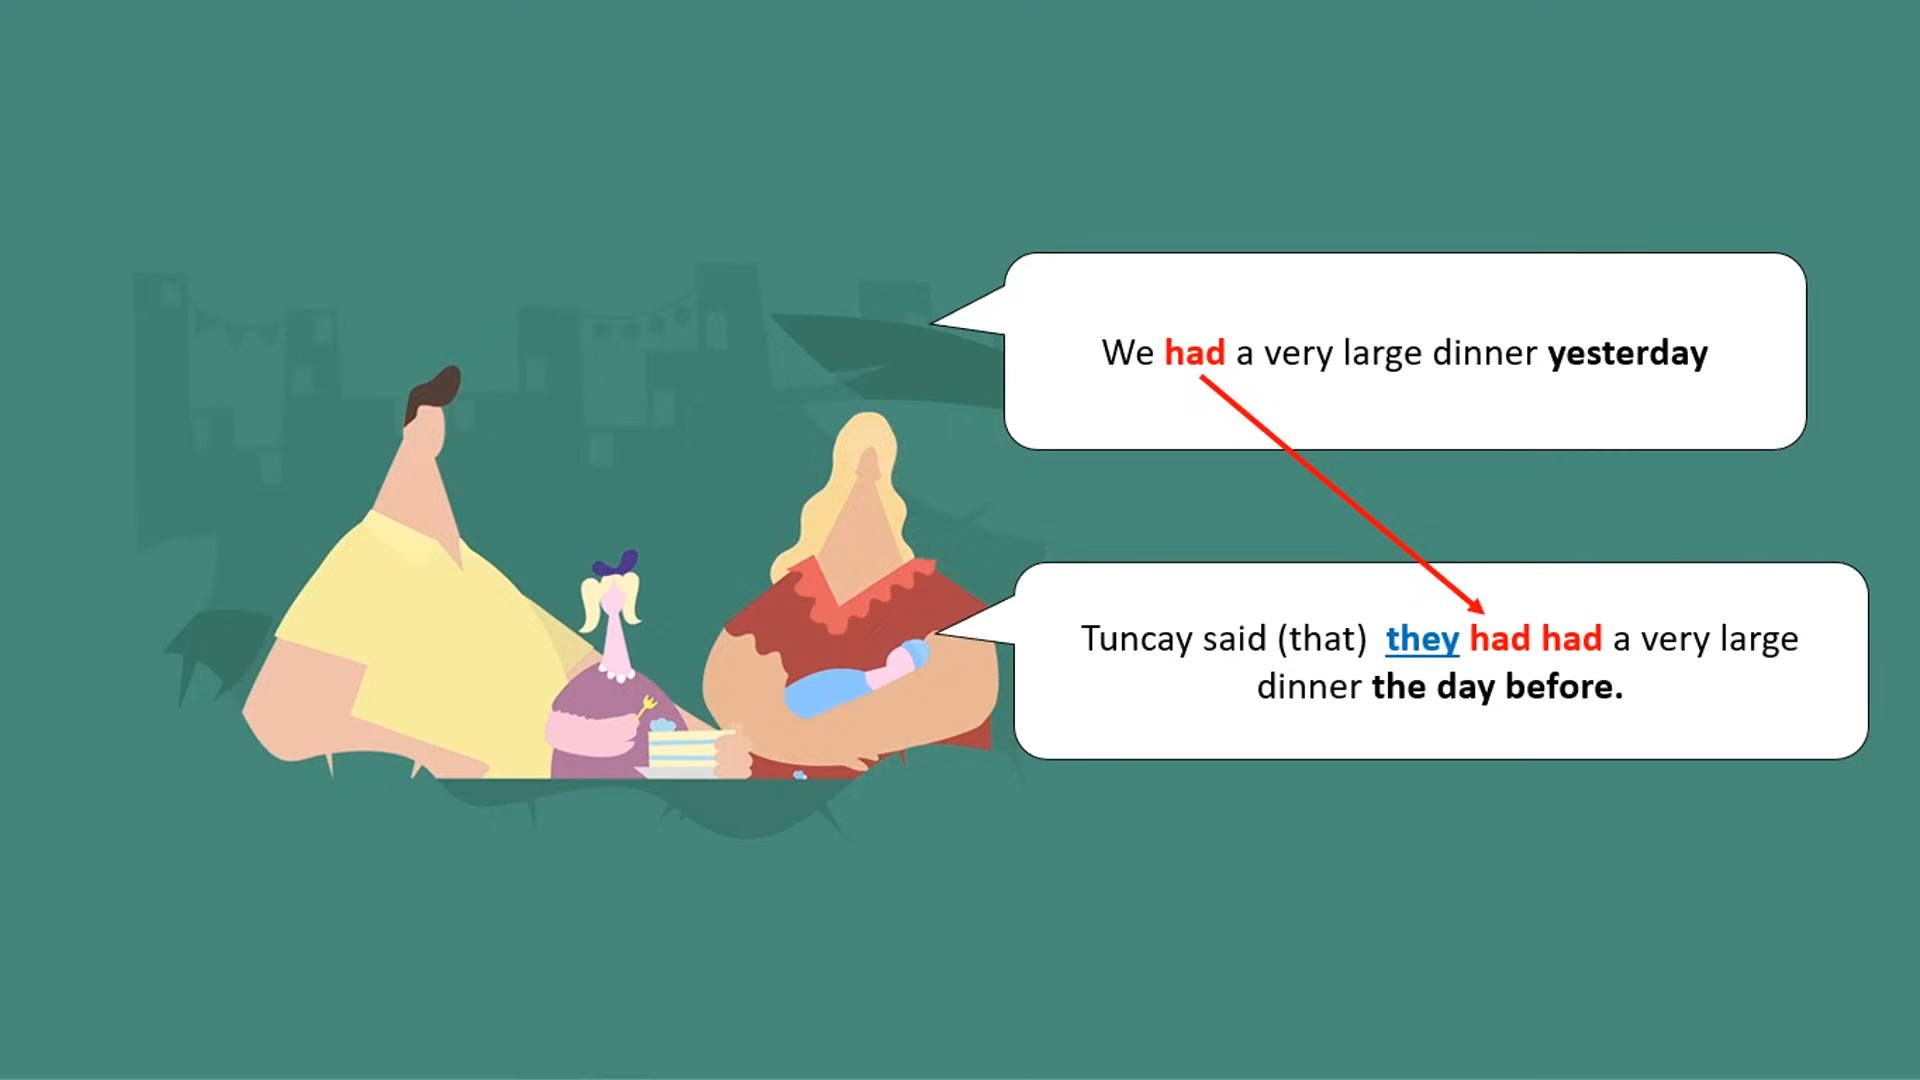 We had a very large dinner yesterday
Tuncay said (that) they had had a very large
dinner the day before.